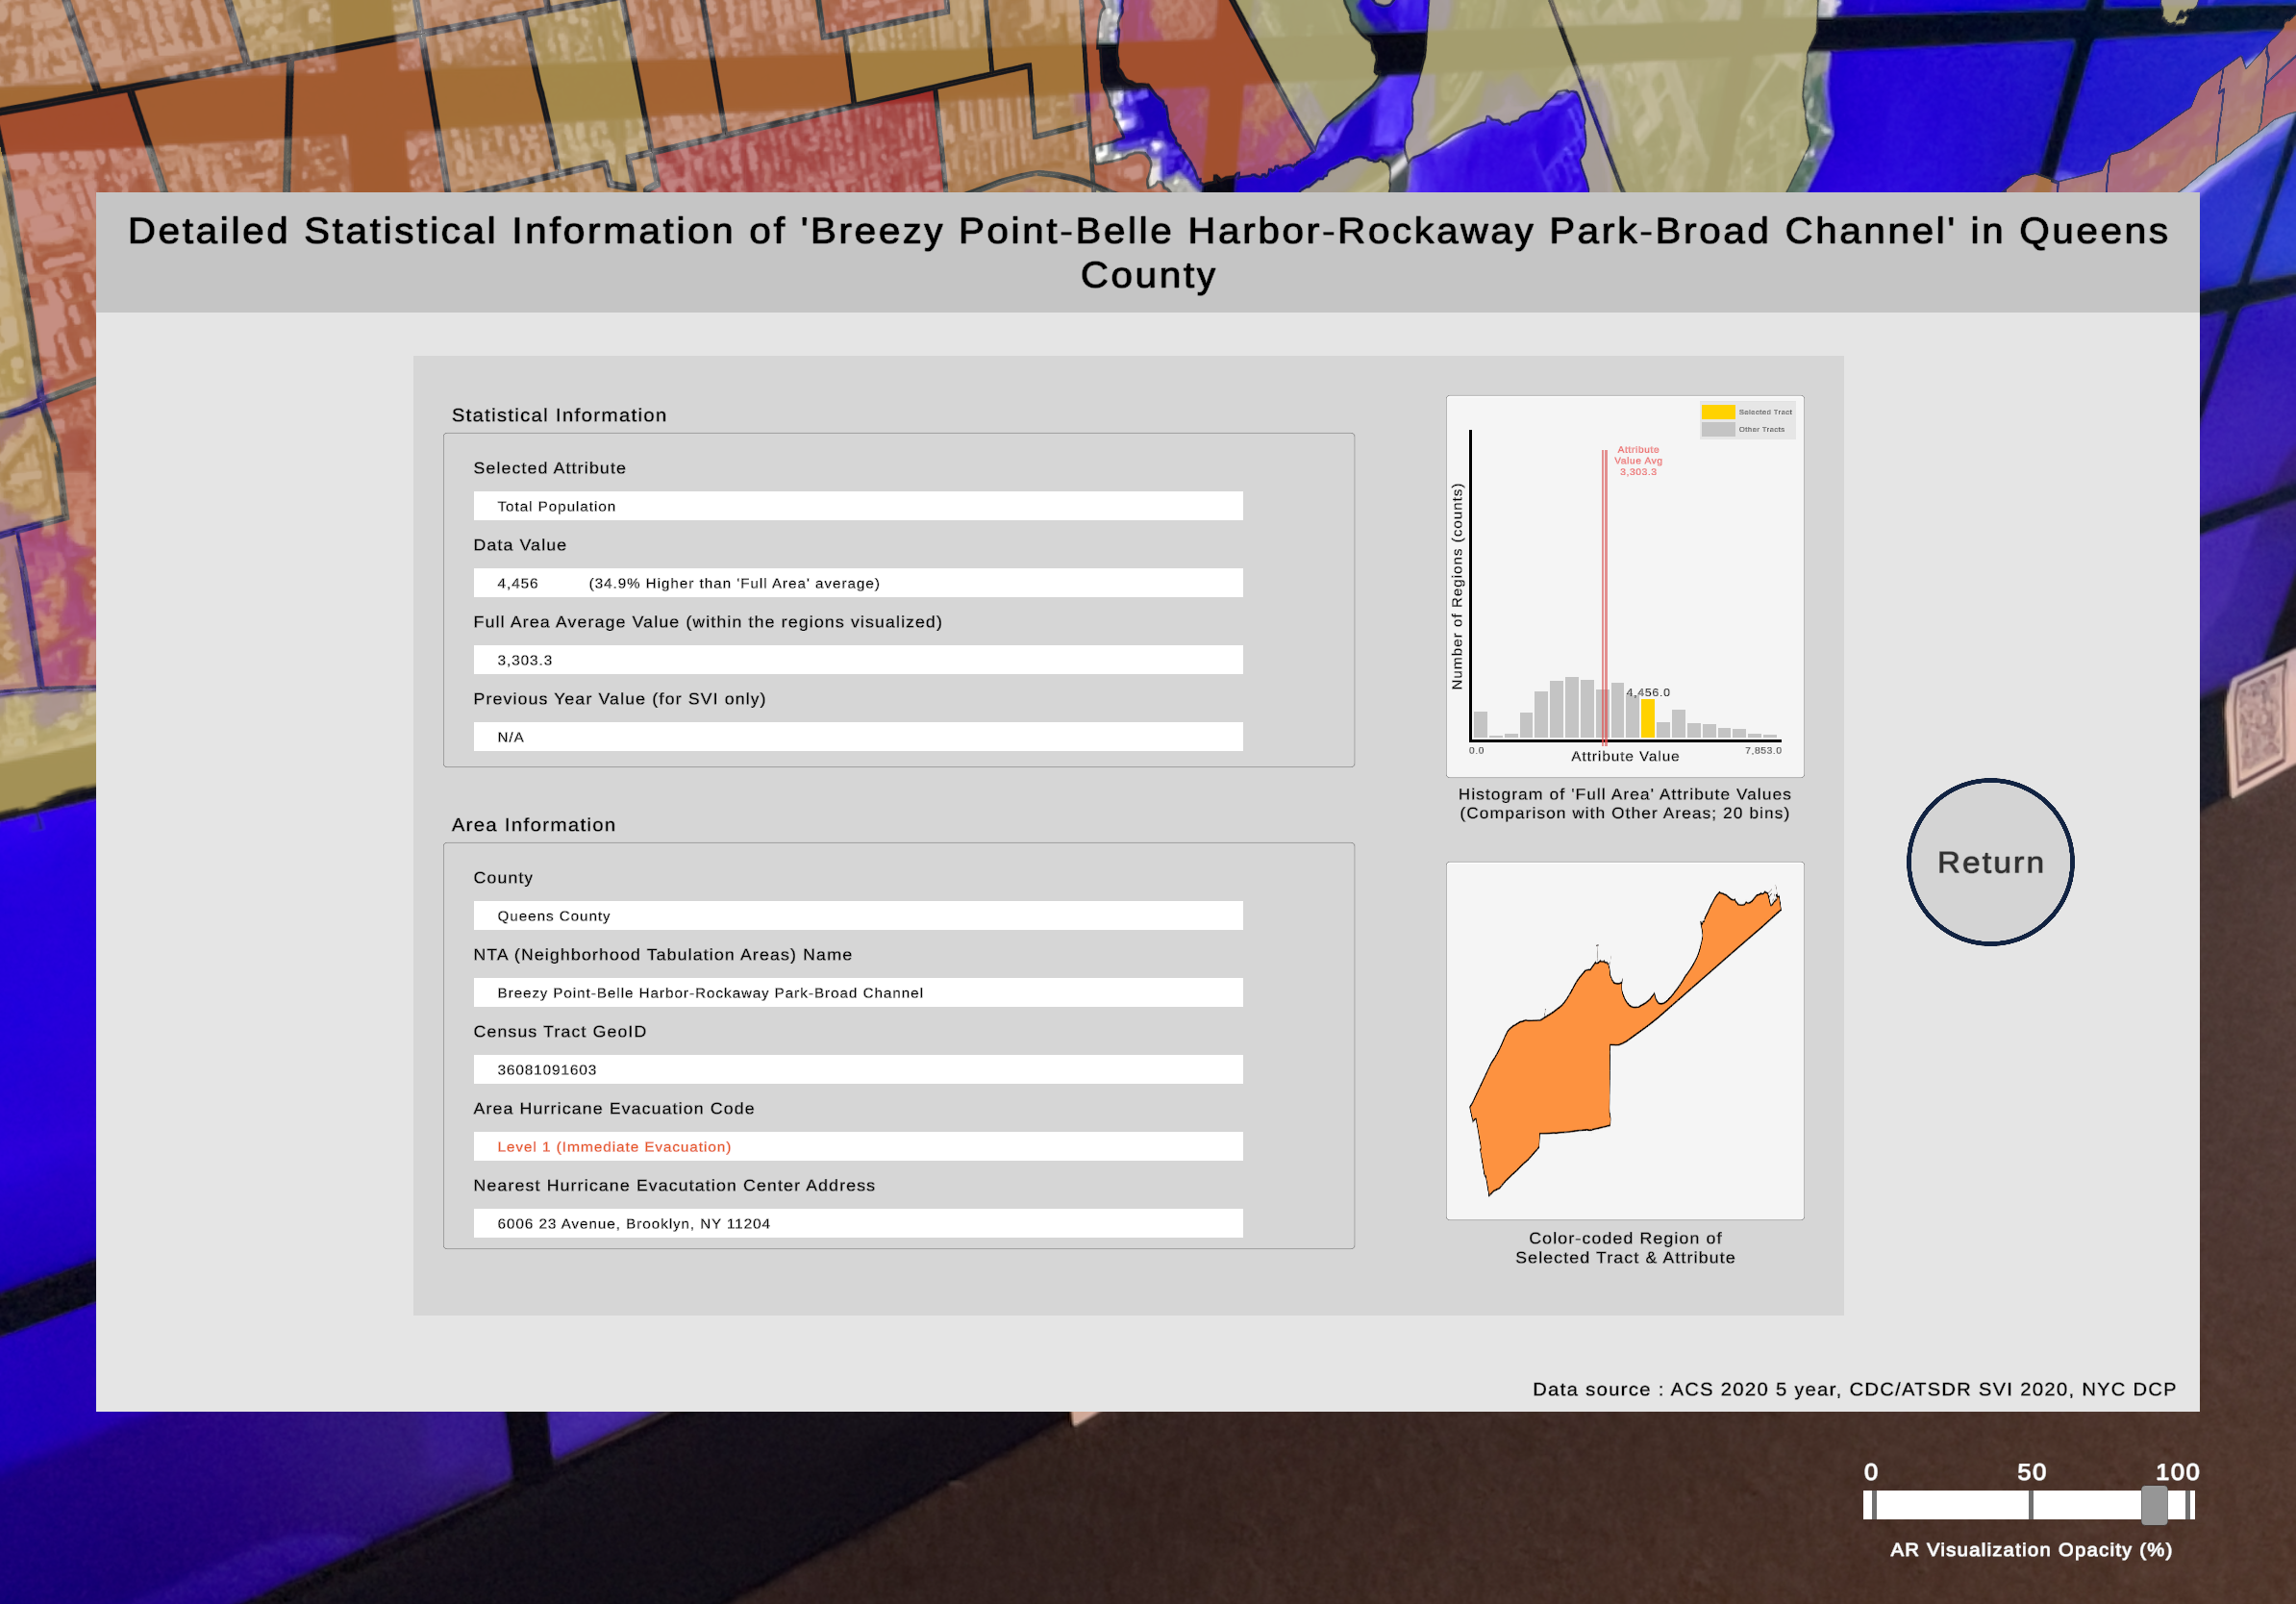 Detailed Statistical Information of 'Breezy Point-Belle Harbor-Rockaway Park-Broad Channel' in Queens
County
Statistical Information
Selected Attribute
Total Population
Data Value
4,456 (34.9% Higher than 'Full Area' average)
Full Area Average Value (within the regions visualized)
3,303.3
Previous Year Value (for SVI only)
N/A
Area Information
County
Queens County
NTA (Neighborhood Tabulation Areas) Name
Breezy Point-Belle Harbor-Rockaway Park-Broad Channel
Census Tract GeoID
36081091603
Area Hurricane Evacuation Code
Level 1 (Immediate Evacuation)
Nearest Hurricane Evacutation Center Address
6006 23 Avenue, Brooklyn, NY 11204
Selected Tract
Other Tracts
Attribute
Value Avg
3,303.3
Number of Regions (counts)
4,456.0
0.0
7,853.0
Attribute Value
Histogram of 'Full Area' Attribute Values
(Comparison with Other Areas; 20 bins)
Color-coded Region of
Selected Tract & Attribute
Return
Data source : ACS 2020 5 year, CDC/ATSDR SVI 2020, NYC DCP
0 50 100
AR Visualization Opacity (%)